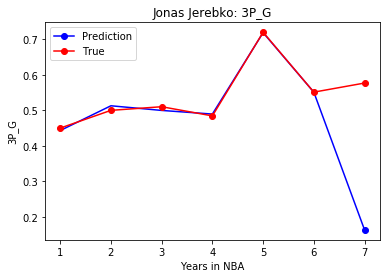 Jonas Jerebko: 3P_G
Prediction
True
0.7
0.6
0.5
0.4
0.3
0.2
3P_G
1 2 3 4 5 6 7
Years in NBA